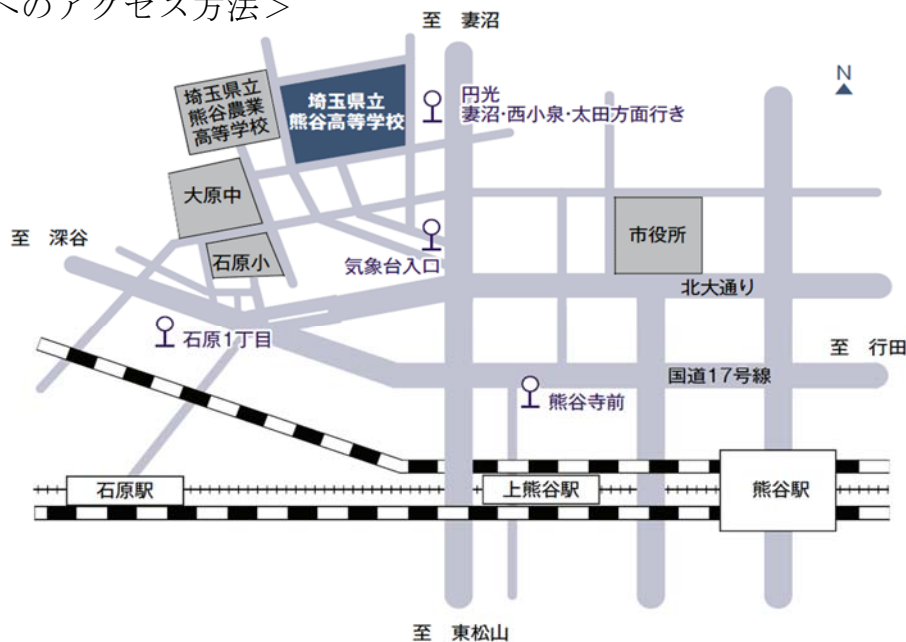 へのアクセス方法＞
至 妻沼
N
埼玉県立
熊谷農業
高等学校
埼玉県立
熊谷高等学校
円光
妻沼・西小泉・太田方面行き
大原中
至 深谷
石原小
気象台入口
市役所
北大通り
石原1丁目
至 行田
国道17号線
熊谷寺前
石原駅
上熊谷駅
熊谷駅
至 東松山